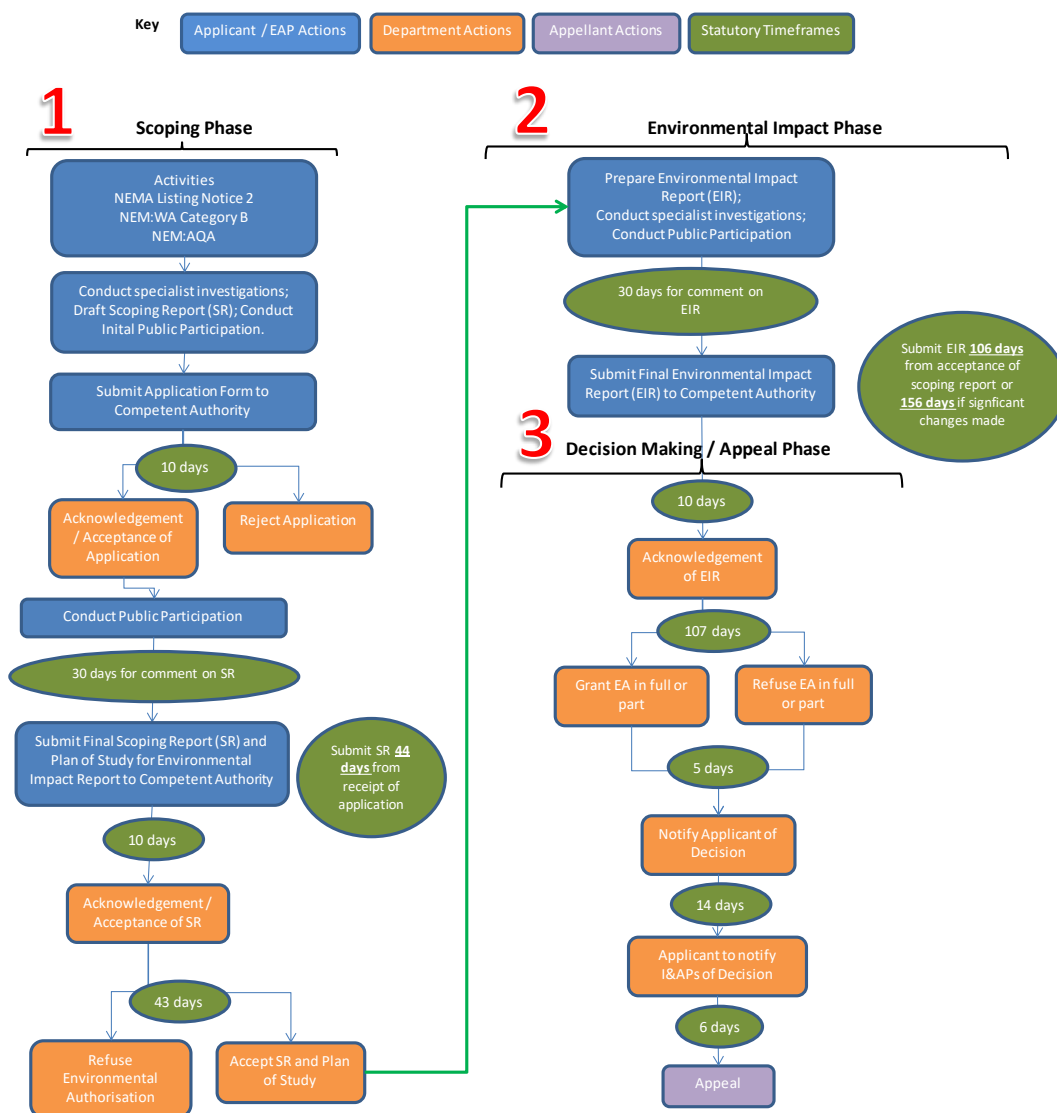 Key
Applicant / EAP Actions
Department Actions
Appellant Actions
Statutory Timeframes
1
Scoping Phase
Activities
NEMA Listing Notice 2
NEM:WA Category B
NEM:AQA
Conduct specialist investigations;
Draft Scoping Report (SR); Conduct
Inital Public Participation.
Submit Application Form to
Competent Authority
10 days
Acknowledgement
/ Acceptance of
Application
Reject Application
Conduct Public Participation
30 days for comment on SR
Submit Final Scoping Report (SR) and
Plan of Study for Environmental
Impact Report to Competent Authority
Submit SR 44
days from
receipt of
application
10 days
Acknowledgement /
Acceptance of SR
43 days
Refuse
Environmental
Authorisation
Accept SR and Plan
of Study
2
Environmental Impact Phase
Prepare Environmental Impact
Report (EIR);
Conduct specialist investigations;
Conduct Public Participation
30 days for comment on
EIR
Submit Final Environmental Impact
Report (EIR) to Competent Authority
Submit EIR 106 days
from acceptance of
scoping report or
156 days if signficant
changes made
3
Decision Making / Appeal Phase
10 days
Acknowledgement
of EIR
107 days
Grant EA in full or
part
Refuse EA in full
or part
5 days
Notify Applicant of
Decision
14 days
Applicant to notify
I&APs of Decision
6 days
Appeal